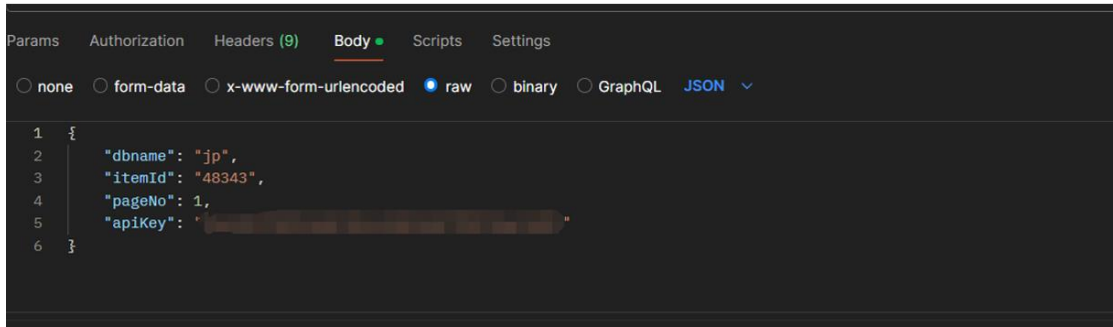 Params Authorization Headers (9) Body Scripts Settings
none form-data x-www-form-urlencoded raw binary GraphQL JSON
1 {
2 "dbname": "jp",
3 "itemId": "48343",
4 "pageNo": 1,
5 "apiKey": " "
6 }